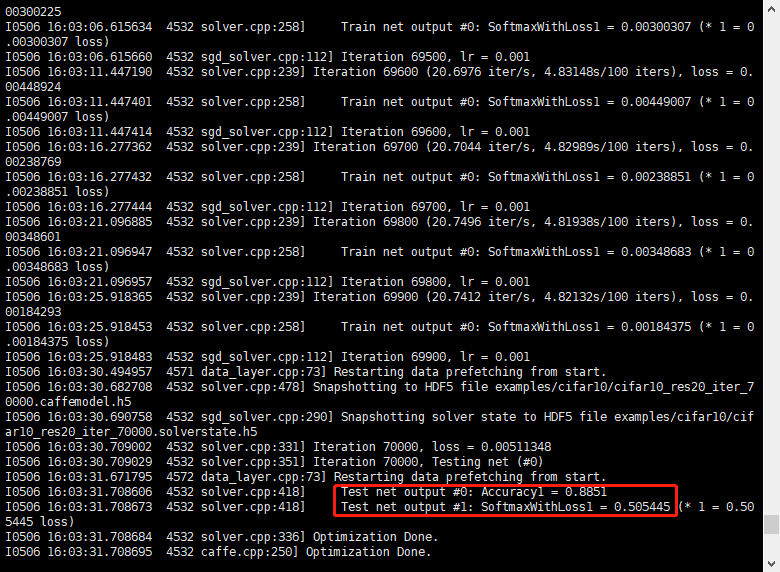 00300225
I0506 16:03:06.615634  4532 solver.cpp:258]     Train net output #0: SoftmaxWithLoss1 = 0.00300307 (* 1 = 0
.00300307 loss)
I0506 16:03:06.615660  4532 sgd_solver.cpp:112] Iteration 69500, lr = 0.001
I0506 16:03:11.447190  4532 solver.cpp:239] Iteration 69600 (20.6976 iter/s, 4.83148s/100 iters), loss = 0.
00448924
I0506 16:03:11.447401  4532 solver.cpp:258]     Train net output #0: SoftmaxWithLoss1 = 0.00449007 (* 1 = 0
.00449007 loss)
I0506 16:03:11.447414  4532 sgd_solver.cpp:112] Iteration 69600, lr = 0.001
I0506 16:03:16.277362  4532 solver.cpp:239] Iteration 69700 (20.7044 iter/s, 4.82989s/100 iters), loss = 0.
00238769
I0506 16:03:16.277432  4532 solver.cpp:258]     Train net output #0: SoftmaxWithLoss1 = 0.00238851 (* 1 = 0
.00238851 loss)
I0506 16:03:16.277444  4532 sgd_solver.cpp:112] Iteration 69700, lr = 0.001
I0506 16:03:21.096885  4532 solver.cpp:239] Iteration 69800 (20.7496 iter/s, 4.81938s/100 iters), loss = 0.
00348601
I0506 16:03:21.096947  4532 solver.cpp:258]     Train net output #0: SoftmaxWithLoss1 = 0.00348683 (* 1 = 0
.00348683 loss)
I0506 16:03:21.096957  4532 sgd_solver.cpp:112] Iteration 69800, lr = 0.001
I0506 16:03:25.918365  4532 solver.cpp:239] Iteration 69900 (20.7412 iter/s, 4.82132s/100 iters), loss = 0.
00184293
I0506 16:03:25.918453  4532 solver.cpp:258]     Train net output #0: SoftmaxWithLoss1 = 0.00184375 (* 1 = 0
.00184375 loss)
I0506 16:03:25.918483  4532 sgd_solver.cpp:112] Iteration 69900, lr = 0.001
I0506 16:03:30.494957  4571 data_layer.cpp:73] Restarting data prefetching from start.
I0506 16:03:30.682708  4532 solver.cpp:478] Snapshotting to HDF5 file examples/cifar10/cifar10_res20_iter_7
0000.caffemodel.h5
I0506 16:03:30.690758  4532 sgd_solver.cpp:290] Snapshotting solver state to HDF5 file examples/cifar10/cif
ar10_res20_iter_70000.solverstate.h5
I0506 16:03:30.709002  4532 solver.cpp:331] Iteration 70000, loss = 0.00511348
I0506 16:03:30.709029  4532 solver.cpp:351] Iteration 70000, Testing net (#0)
I0506 16:03:31.671795  4572 data_layer.cpp:73] Restarting data prefetching from start.
I0506 16:03:31.708606  4532 solver.cpp:418]     Test net output #0: Accuracy1 = 0.8851
I0506 16:03:31.708673  4532 solver.cpp:418]     Test net output #1: SoftmaxWithLoss1 = 0.505445 (* 1 = 0.50
5445 loss)
I0506 16:03:31.708684  4532 solver.cpp:336] Optimization Done.
I0506 16:03:31.708695  4532 caffe.cpp:250] Optimization Done.